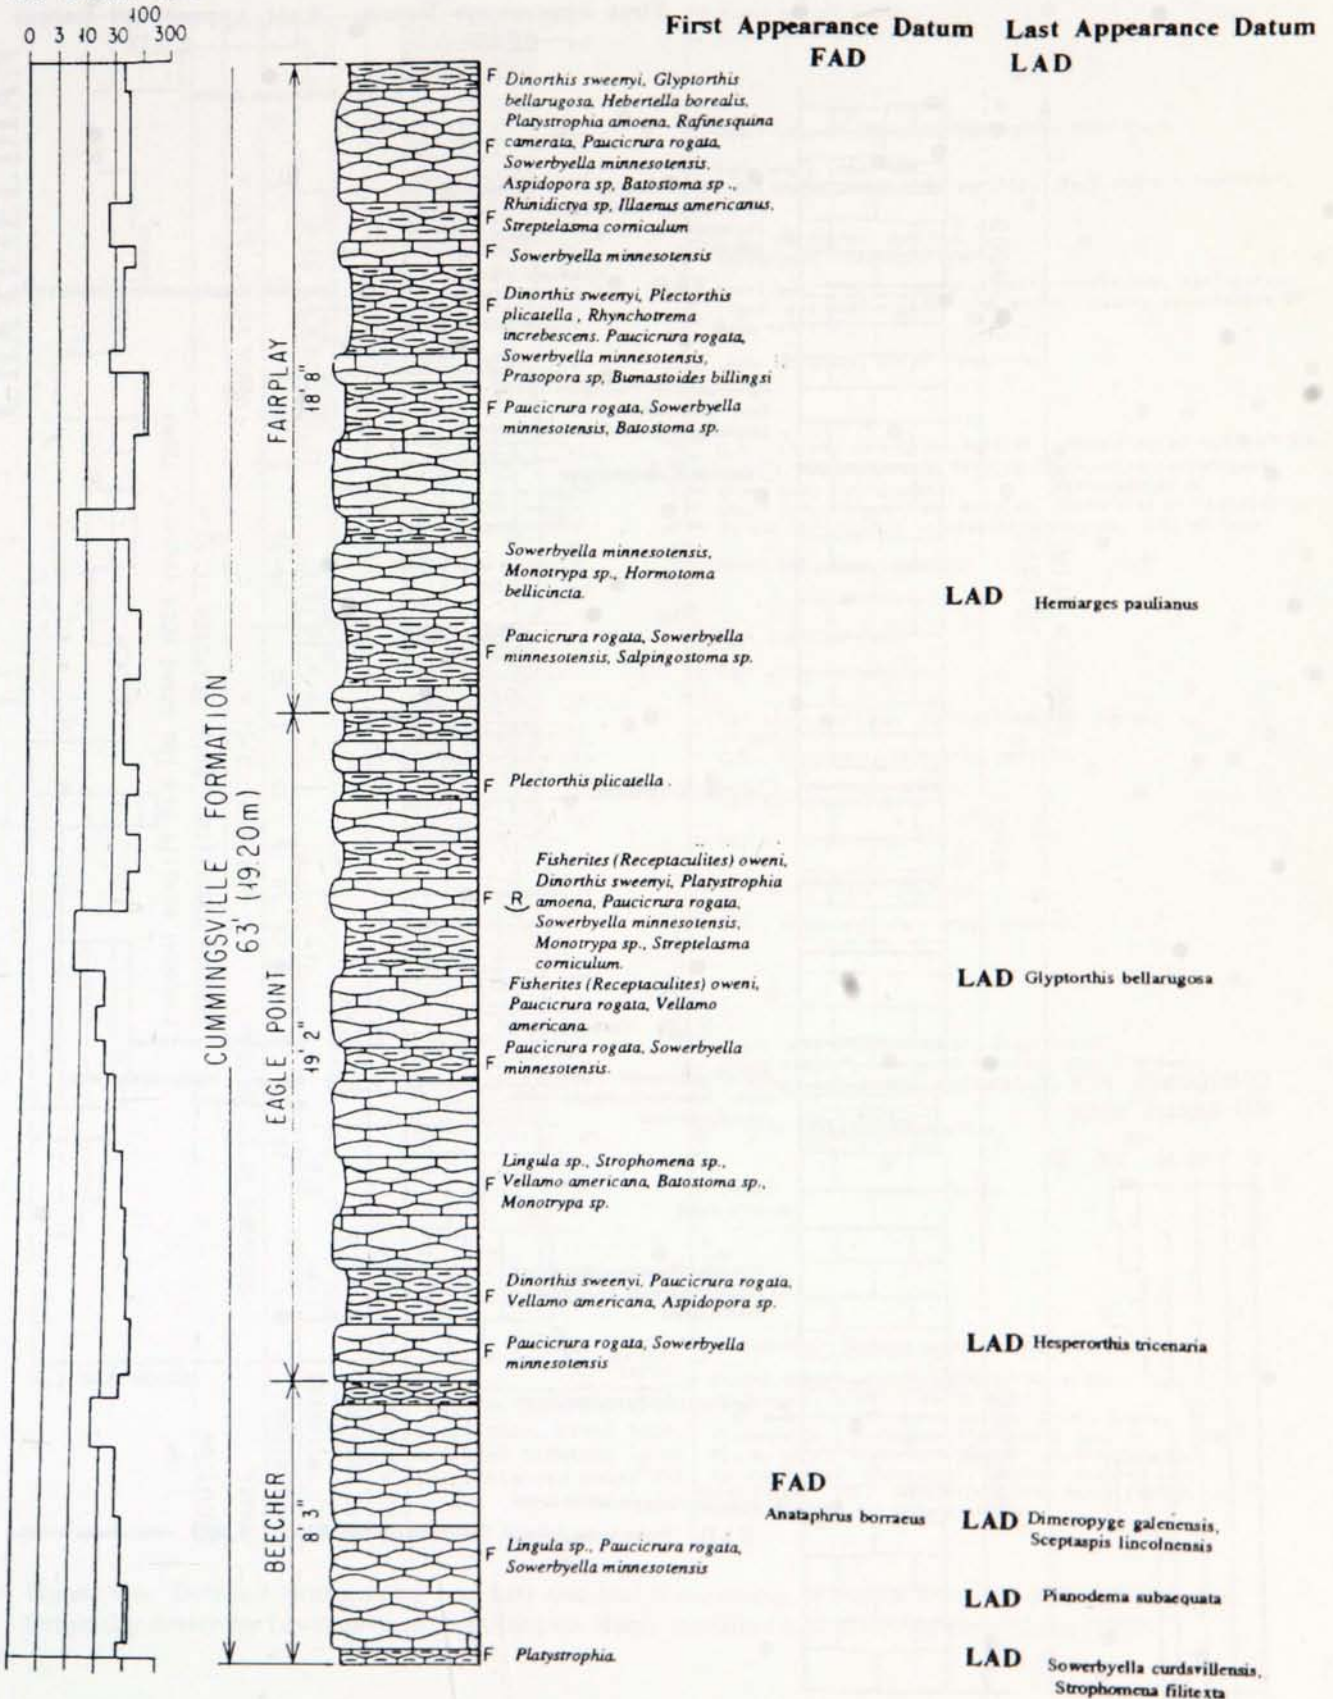 100
0 3 10 30 300
First Appearance Datum
FAD
Last Appearance Datum
LAD
F Dinorthis sweenyi, Glyptorthis
bellarugosa, Hebertella borealis,
Platystrophia amoena, Rafinesquina
F camerata, Paucicrura rogata,
Sowerbyella minnesotensis,
Aspidopora sp, Batostoma sp.,
Rhinidictya sp, Illaenus americanus,
F Streptelasma corniculum
F Sowerbyella minnesotensis
Dinorthis sweenyi, Plectorthis
F plicatella, Rhynchotrema
increbescens. Paucicrura rogata,
Sowerbyella minnesotensis,
Prasopora sp, Bumastoides billingsi
F Paucicrura rogata, Sowerbyella
minnesotensis, Batostoma sp.
Sowerbyella minnesotensis,
Monotrypa sp., Hormotoma
bellicincta.
LAD Hemiarges paulianus
Paucicrura rogata, Sowerbyella
F minnesotensis, Salpingostoma sp.
F Plectorthis plicatella.
Fisherites (Receptaculites) oweni,
Dinorthis sweenyi, Platystrophia
F R amoena, Paucicrura rogata,
Sowerbyella minnesotensis,
Monotrypa sp., Streptelasma
corniculum.
LAD Glyptorthis bellarugosa
Fisherites (Receptaculites) oweni,
Paucicrura rogata, Vellamo
americana.
Paucicrura rogata, Sowerbyella
F minnesotensis.
Lingula sp., Strophomena sp.,
F Vellamo americana, Batostoma sp.,
Monotrypa sp.
Dinorthis sweenyi, Paucicrura rogata,
F Vellamo americana, Aspidopora sp.
F Paucicrura rogata, Sowerbyella
minnesotensis
LAD Hesperorthis tricenaria
FAD
Anataphrus borraeus
LAD Dimeropyge galenensis,
Sceptaspis lincolnensis
F Lingula sp., Paucicrura rogata,
Sowerbyella minnesotensis
LAD Pianodema subaequata
F Platystrophia.
LAD Sowerbyella curdsvillensis,
Strophomena filitexta
CUMMINGSVILLE FORMATION
63' (19.20m)
FAIRPLAY
18' 8"
EAGLE POINT
19' 2"
BEECHER
8' 3"